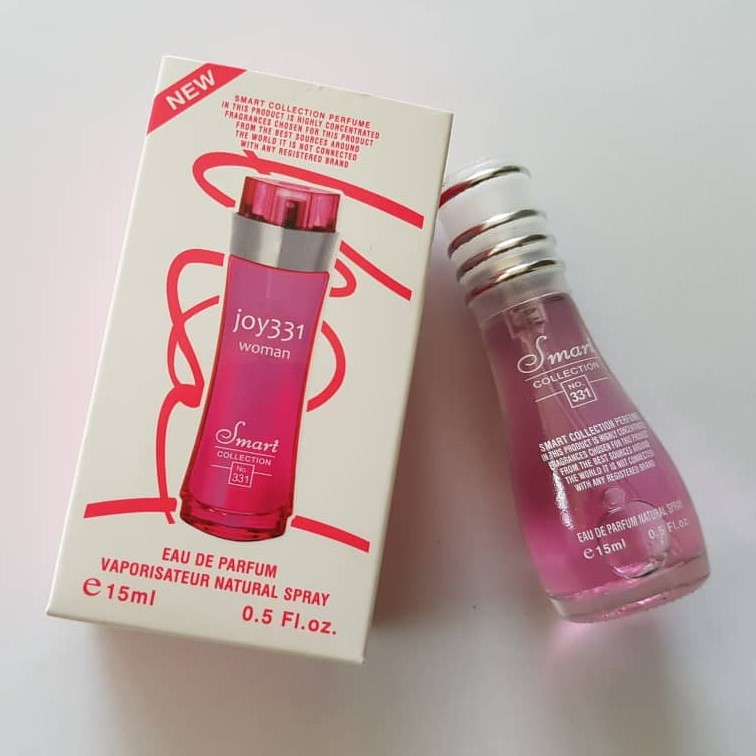 NEW
SMART COLLECTION PERFUME
IN THIS PRODUCT IS HIGHLY CONCENTRATED
FRAGRANCES CHOSEN FOR THIS PRODUCT
FROM THE BEST SOURCES AROUND
THE WORLD IT IS NOT CONNECTED
WITH ANY REGISTERED BRAND
joy331
woman
Smart
COLLECTION
No.
331
EAU DE PARFUM
VAPORISATEUR NATURAL SPRAY
e 15ml
0.5 Fl.oz.
Smart
COLLECTION
NO.
331
SMART COLLECTION PERFUME
IN THIS PRODUCT IS HIGHLY CONCENTRATED
FRAGRANCES CHOSEN FOR THIS PRODUCT
FROM THE BEST SOURCES AROUND
THE WORLD IT IS NOT CONNECTED
WITH ANY REGISTERED BRAND
EAU DE PARFUM NATURAL SPRAY
e 15ml 0.5 Fl.oz